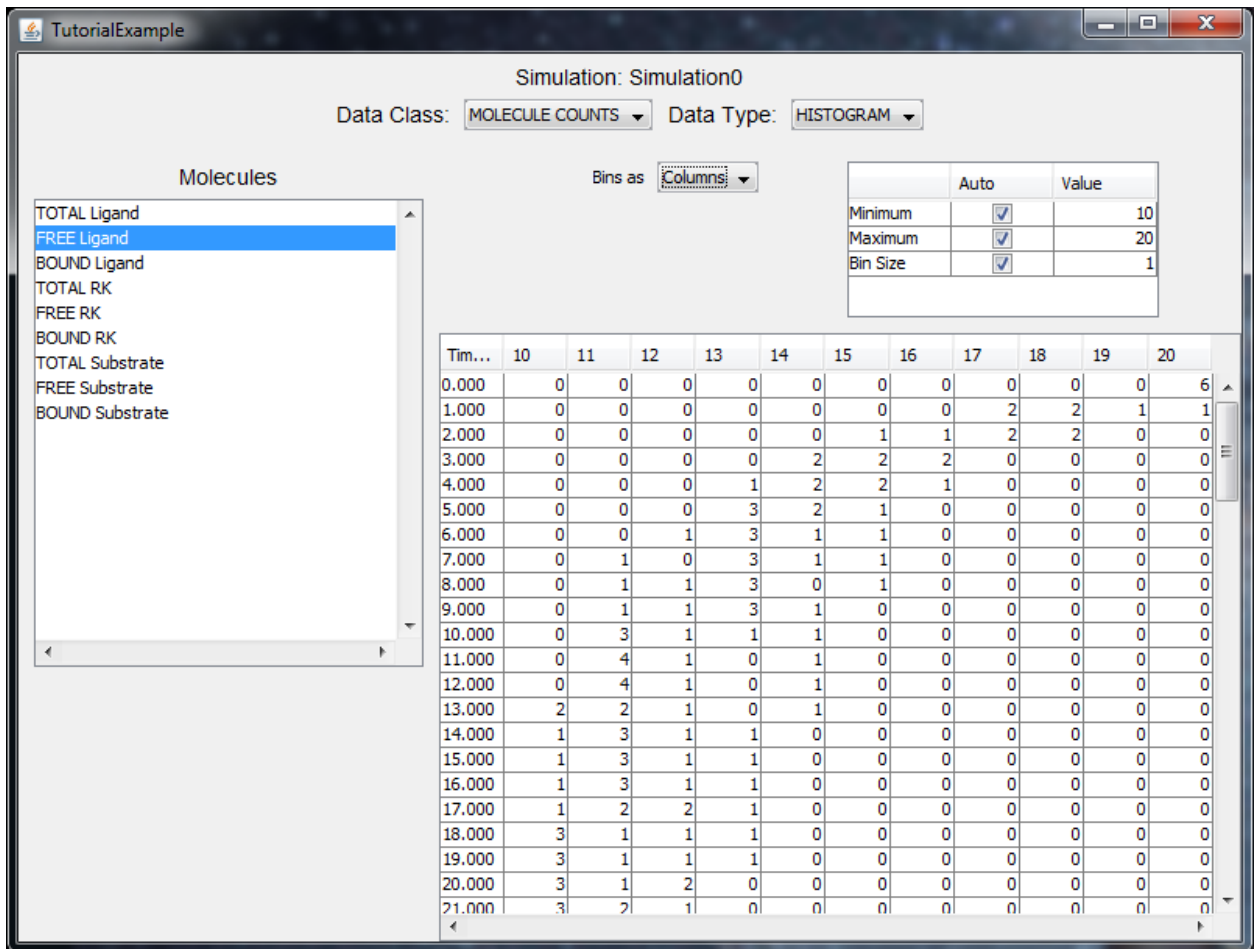 TutorialExample
Simulation: Simulation0
Data Class: MOLECULE COUNTS Data Type: HISTOGRAM
Molecules
Bins as Columns
Auto Value
Minimum 10
Maximum 20
Bin Size 1
TOTAL Ligand
FREE Ligand
BOUND Ligand
TOTAL RK
FREE RK
BOUND RK
TOTAL Substrate
FREE Substrate
BOUND Substrate
Tim... 10 11 12 13 14 15 16 17 18 19 20
0.000 0 0 0 0 0 0 0 0 0 0 6
1.000 0 0 0 0 0 0 0 2 2 1 1
2.000 0 0 0 0 0 1 1 2 2 0 0
3.000 0 0 0 0 2 2 2 0 0 0 0
4.000 0 0 0 1 2 2 1 0 0 0 0
5.000 0 0 0 3 2 1 0 0 0 0 0
6.000 0 0 1 3 1 1 0 0 0 0 0
7.000 0 1 0 3 1 1 0 0 0 0 0
8.000 0 1 1 3 0 1 0 0 0 0 0
9.000 0 1 1 3 1 0 0 0 0 0 0
10.000 0 3 1 1 1 0 0 0 0 0 0
11.000 0 4 1 0 1 0 0 0 0 0 0
12.000 0 4 1 0 1 0 0 0 0 0 0
13.000 2 2 1 0 1 0 0 0 0 0 0
14.000 1 3 1 1 0 0 0 0 0 0 0
15.000 1 3 1 1 0 0 0 0 0 0 0
16.000 1 3 1 1 0 0 0 0 0 0 0
17.000 1 2 2 1 0 0 0 0 0 0 0
18.000 3 1 1 1 0 0 0 0 0 0 0
19.000 3 1 1 1 0 0 0 0 0 0 0
20.000 3 1 2 0 0 0 0 0 0 0 0
21.000 3 2 1 0 0 0 0 0 0 0 0